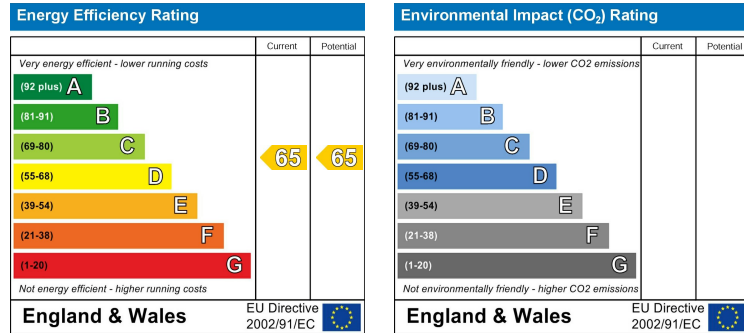 Energy Efficiency Rating
Current Potential
Very energy efficient - lower running costs
(92 plus) A
(81-91) B
(69-80) C
65 65
(55-68) D
(39-54) E
(21-38) F
(1-20) G
Not energy efficient - higher running costs
England & Wales
EU Directive
2002/91/EC
Environmental Impact (CO₂) Rating
Current Potential
Very environmentally friendly - lower CO2 emissions
(92 plus) A
(81-91) B
(69-80) C
(55-68) D
(39-54) E
(21-38) F
(1-20) G
Not environmentally friendly - higher CO2 emissions
England & Wales
EU Directive
2002/91/EC